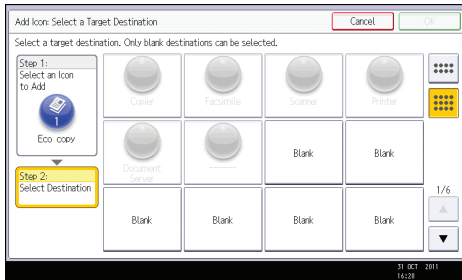 Add Icon: Select a Target Destination
Cancel
OK
Select a target destination. Only blank destinations can be selected.
Step 1:
Select an Icon
to Add
1
Eco copy
Step 2:
Select Destination
Copier
Facsimile
Scanner
Printer
Document
Server
Blank
Blank
Blank
Blank
Blank
Blank
1/6
31 OCT 2011
16:20